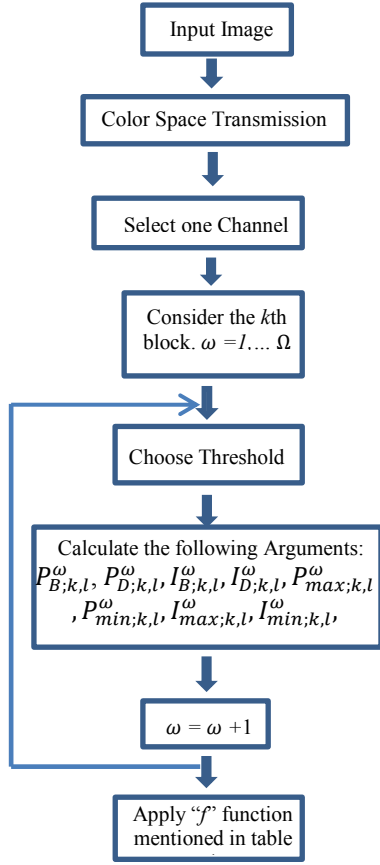 Input Image
Color Space Transmission
Select one Channel
Consider the kth
block. ω =1,... Ω
Choose Threshold
Calculate the following Arguments:
P^ω_{B;k,l}, P^ω_{D;k,l}, I^ω_{B;k,l}, I^ω_{D;k,l}, P^ω_{max;k,l}
, P^ω_{min;k,l}, I^ω_{max;k,l}, I^ω_{min;k,l},
ω = ω +1
Apply “f” function
mentioned in table